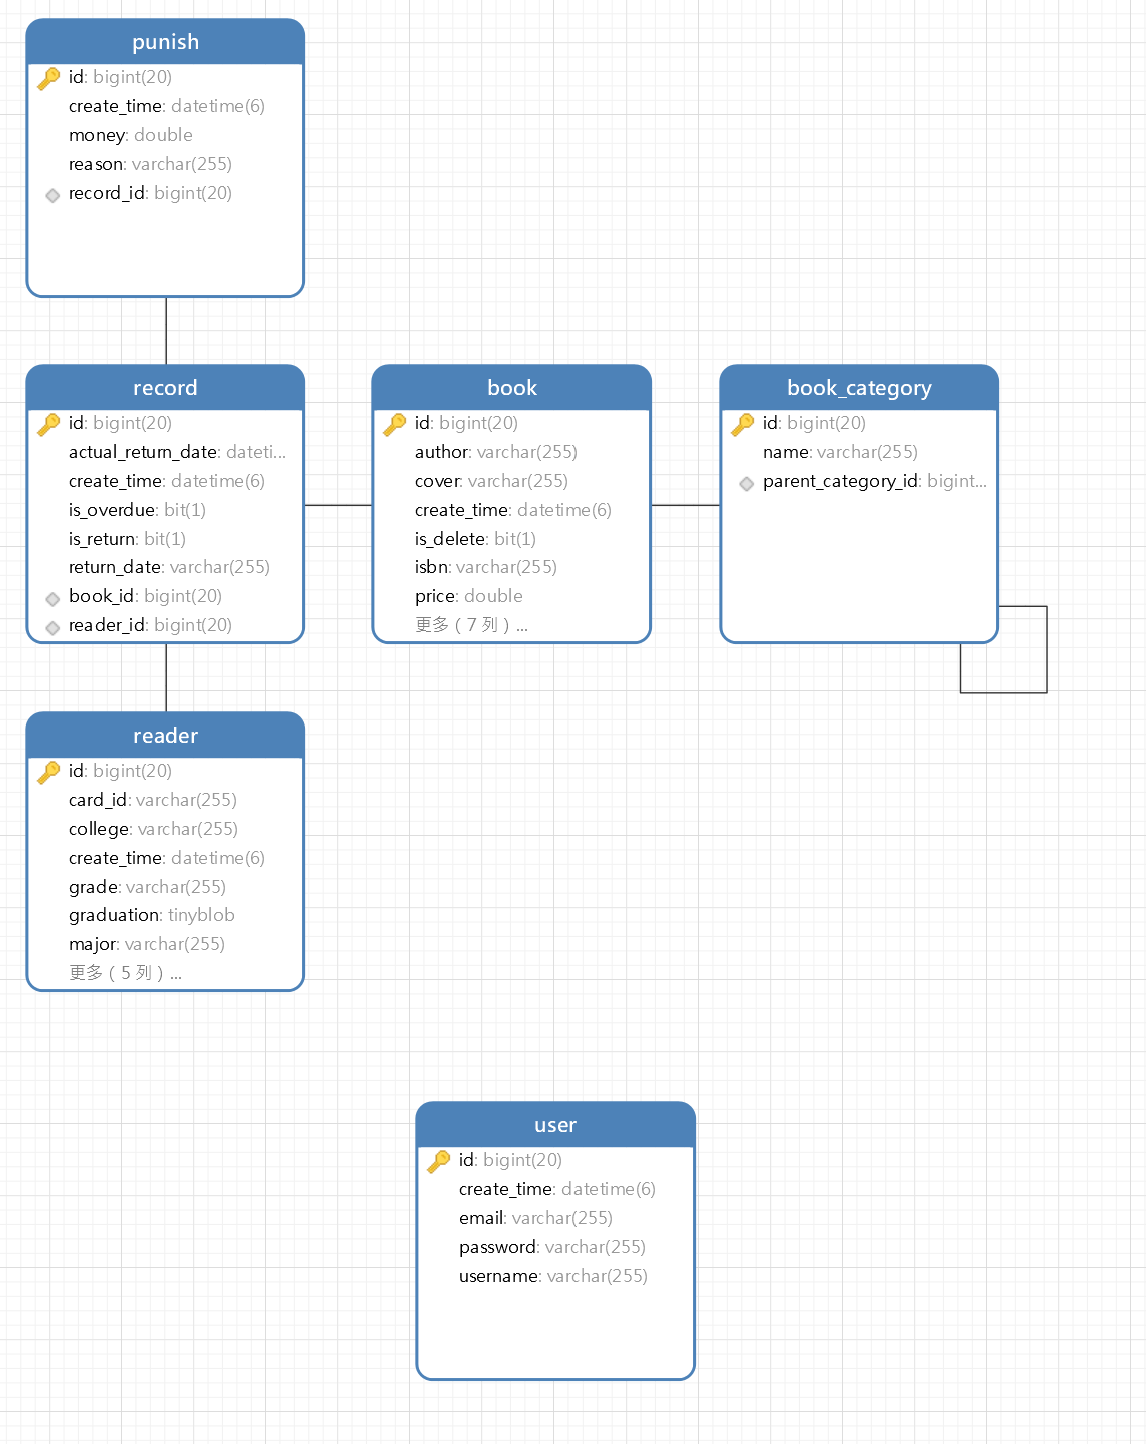 punish
id: bigint(20)
create_time: datetime(6)
money: double
reason: varchar(255)
record_id: bigint(20)
record
id: bigint(20)
actual_return_date: dateti...
create_time: datetime(6)
is_overdue: bit(1)
is_return: bit(1)
return_date: varchar(255)
book_id: bigint(20)
reader_id: bigint(20)
book
id: bigint(20)
author: varchar(255)
cover: varchar(255)
create_time: datetime(6)
is_delete: bit(1)
isbn: varchar(255)
price: double
更多（7 列）...
book_category
id: bigint(20)
name: varchar(255)
parent_category_id: bigint...
reader
id: bigint(20)
card_id: varchar(255)
college: varchar(255)
create_time: datetime(6)
grade: varchar(255)
graduation: tinyblob
major: varchar(255)
更多（5 列）...
user
id: bigint(20)
create_time: datetime(6)
email: varchar(255)
password: varchar(255)
username: varchar(255)